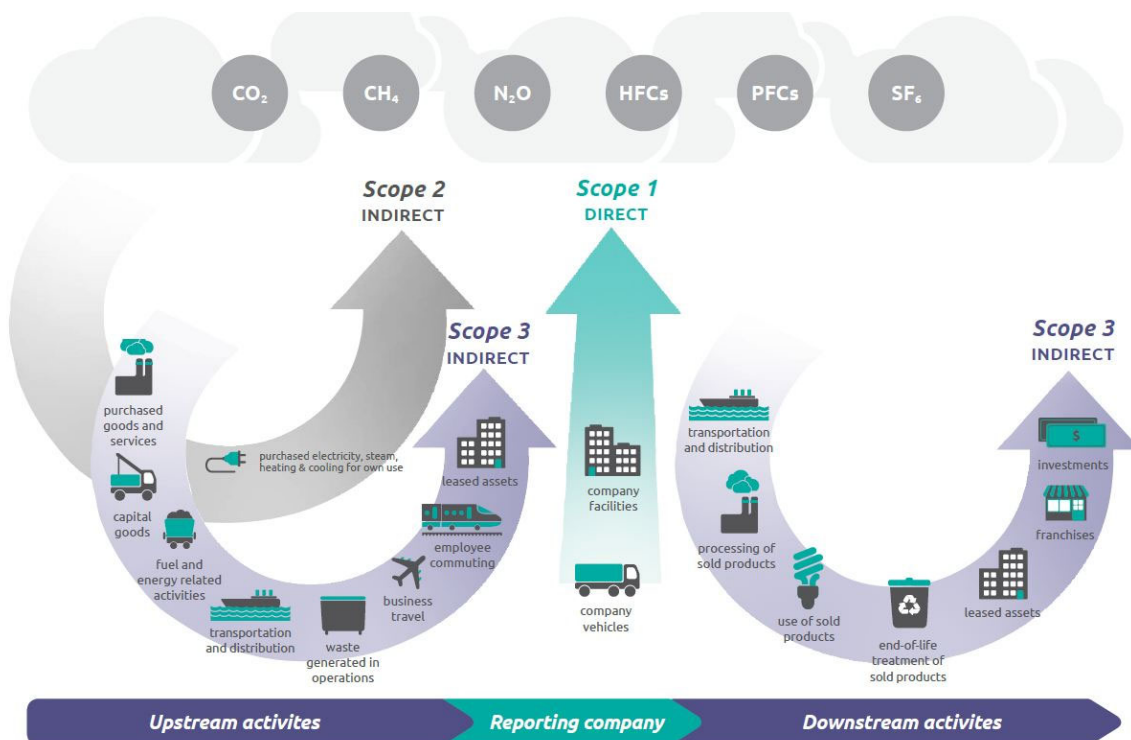 CO₂
CH₄
N₂O
HFCs
PFCs
SF₆
Scope 2
INDIRECT
Scope 1
DIRECT
Scope 3
INDIRECT
Scope 3
INDIRECT
purchased
goods and
services
capital
goods
fuel and
energy related
activities
transportation
and distribution
waste
generated in
operations
business
travel
employee
commuting
leased assets
purchased electricity, steam,
heating & cooling for own use
company
facilities
company
vehicles
transportation
and distribution
processing of
sold products
use of sold
products
end-of-life
treatment of
sold products
leased assets
franchises
$
investments
Upstream activites
Reporting company
Downstream activites